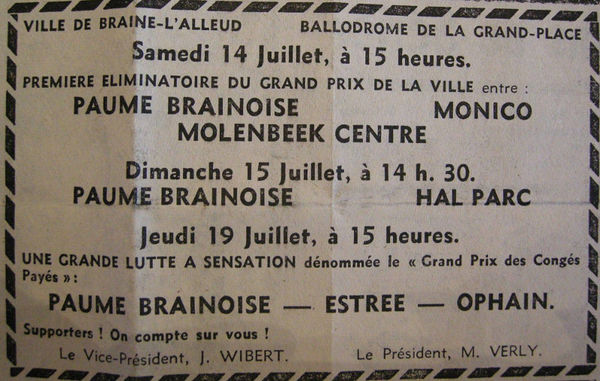 VILLE DE BRAINE-L'ALLEUD BALLODROME DE LA GRAND-PLACE
Samedi 14 Juillet, à 15 heures.
PREMIERE ELIMINATOIRE DU GRAND PRIX DE LA VILLE entre :
PAUME BRAINOISE MONICO
MOLENBEEK CENTRE
Dimanche 15 Juillet, à 14 h. 30.
PAUME BRAINOISE HAL PARC
Jeudi 19 Juillet, à 15 heures.
UNE GRANDE LUTTE A SENSATION dénommée le « Grand Prix des Congés
Payés » :
PAUME BRAINOISE — ESTREE — OPHAIN.
Supporters ! On compte sur vous !
Le Vice-Président, J. WIBERT. Le Président, M. VERLY.